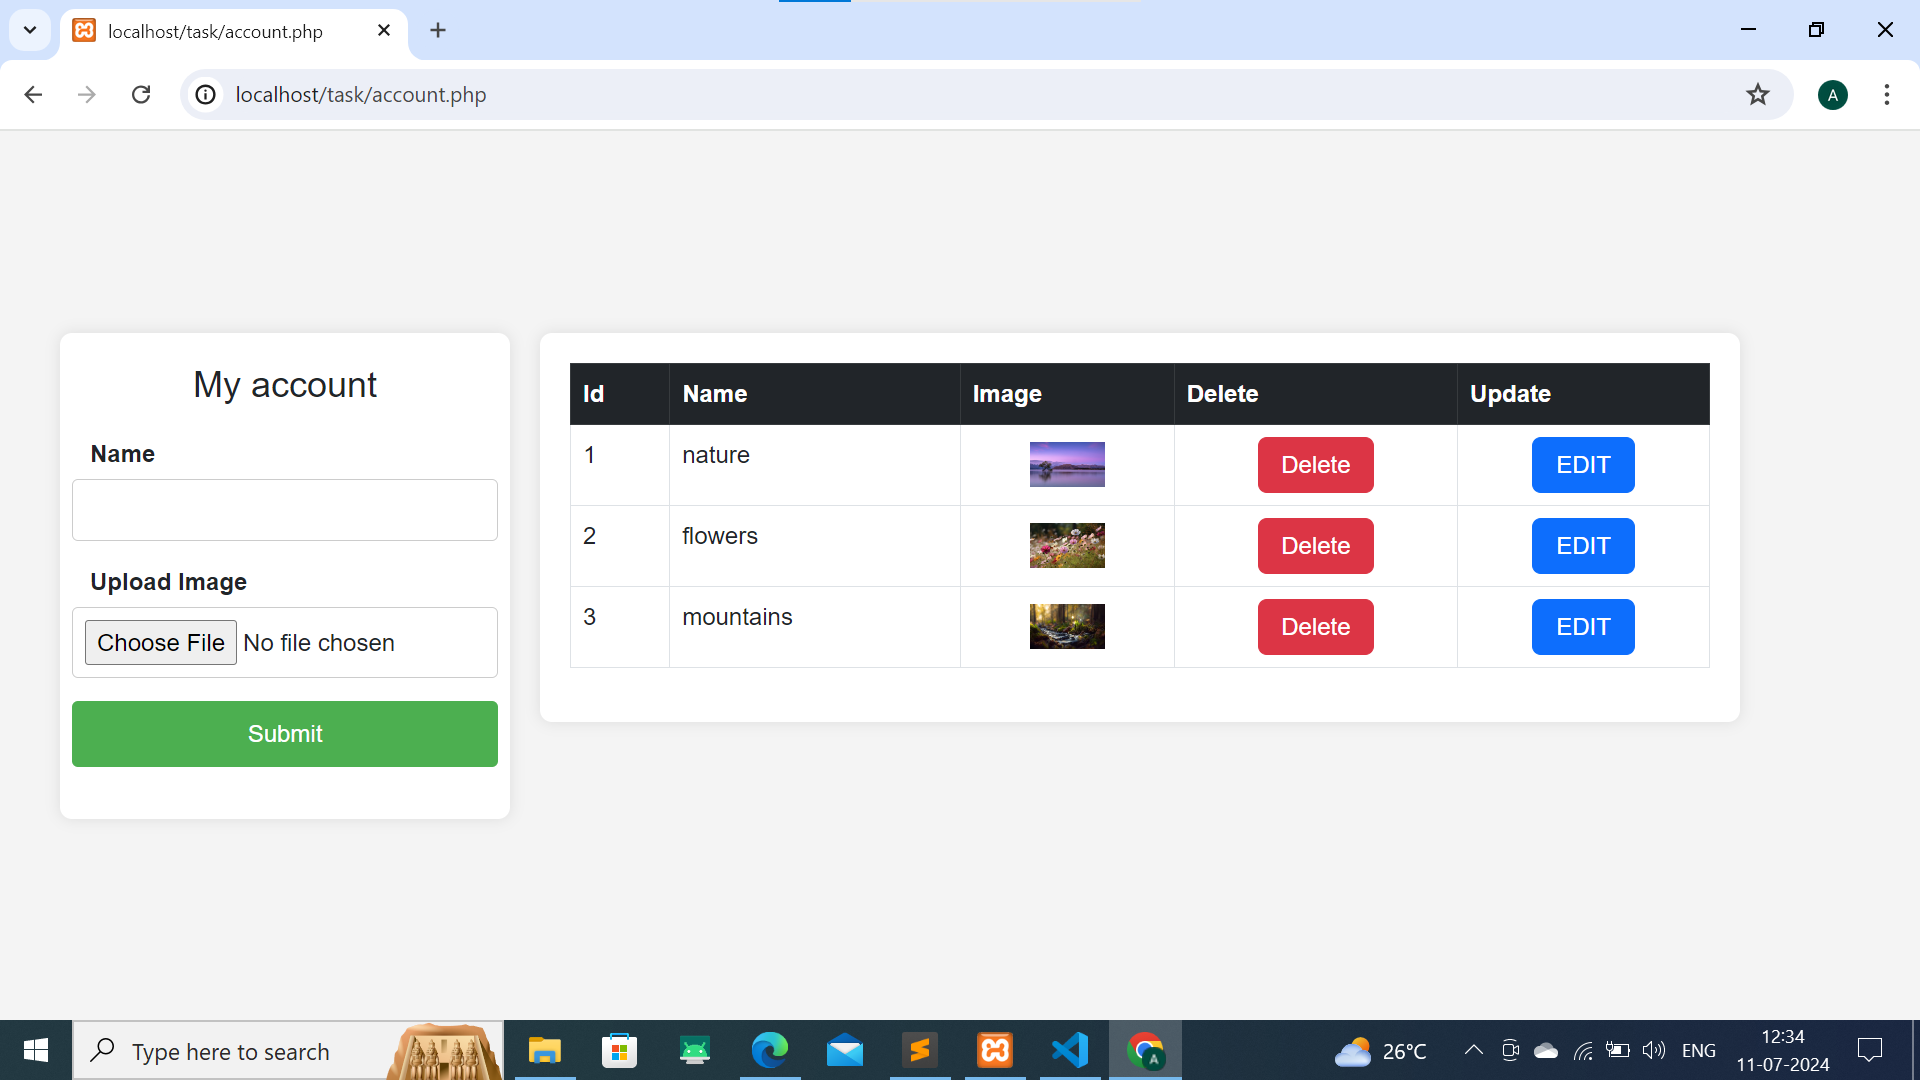 localhost/task/account.php
localhost/task/account.php
A
My account
Name
Upload Image
Choose File No file chosen
Submit
Id Name Image Delete Update
1 nature Delete EDIT
2 flowers Delete EDIT
3 mountains Delete EDIT
Type here to search
A
26°C
ENG
12:34
11-07-2024